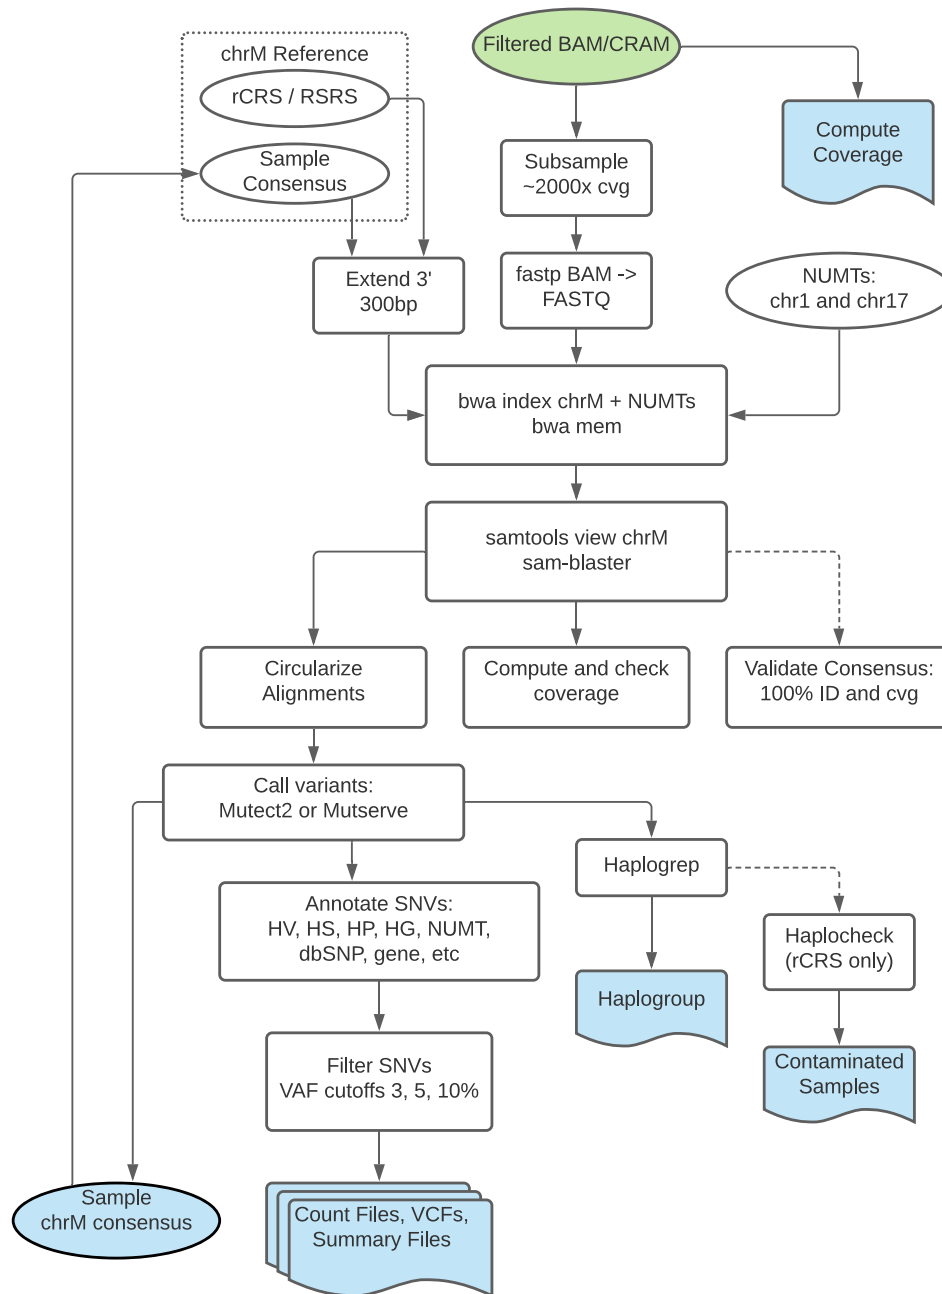 Filtered BAM/CRAM
chrM Reference
rCRS / RSRS
Sample
Consensus
Compute
Coverage
Subsample
~2000x cvg
Extend 3'
300bp
fastp BAM ->
FASTQ
NUMTs:
chr1 and chr17
bwa index chrM + NUMTs
bwa mem
samtools view chrM
sam-blaster
Circularize
Alignments
Compute and check
coverage
Validate Consensus:
100% ID and cvg
Call variants:
Mutect2 or Mutserve
Haplogrep
Annotate SNVs:
HV, HS, HP, HG, NUMT,
dbSNP, gene, etc
Haplocheck
(rCRS only)
Haplogroup
Filter SNVs
VAF cutoffs 3, 5, 10%
Contaminated
Samples
Sample
chrM consensus
Count Files, VCFs,
Summary Files